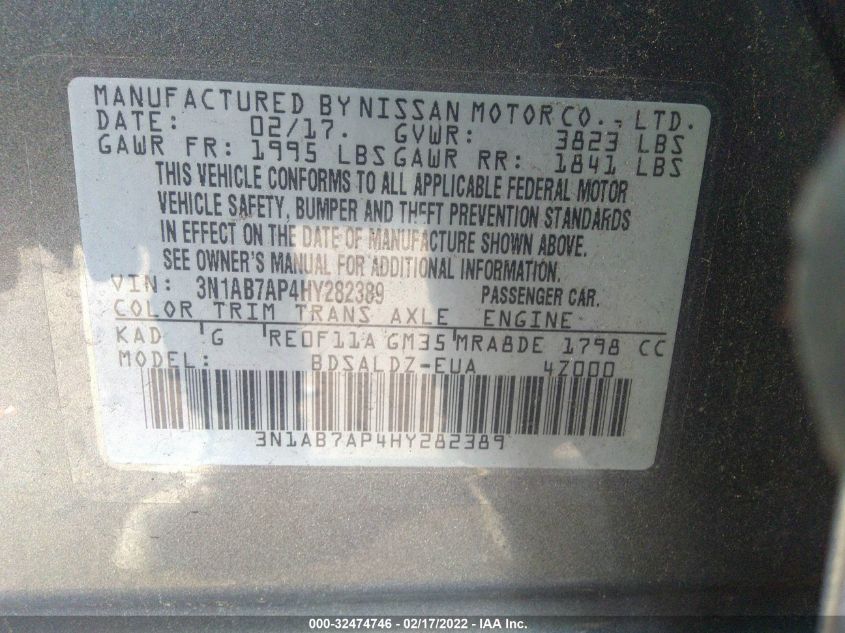 MANUFACTURED BY NISSAN MOTOR CO., LTD.
DATE: 02/17. GVWR: 3823 LBS
GAWR FR: 1995 LBS GAWR RR: 1841 LBS
THIS VEHICLE CONFORMS TO ALL APPLICABLE FEDERAL MOTOR
VEHICLE SAFETY, BUMPER AND THEFT PREVENTION STANDARDS
IN EFFECT ON THE DATE OF MANUFACTURE SHOWN ABOVE.
SEE OWNER'S MANUAL FOR ADDITIONAL INFORMATION.
VIN: 3N1AB7AP4HY282389 PASSENGER CAR.
COLOR TRIM TRANS AXLE ENGINE
KAD G RE0F11A GM35 MRA8DE 1798 CC
MODEL: BDSALDZ-EUA 4Z000
3N1AB7AP4HY282389
000-32474746 - 02/17/2022 - IAA Inc.